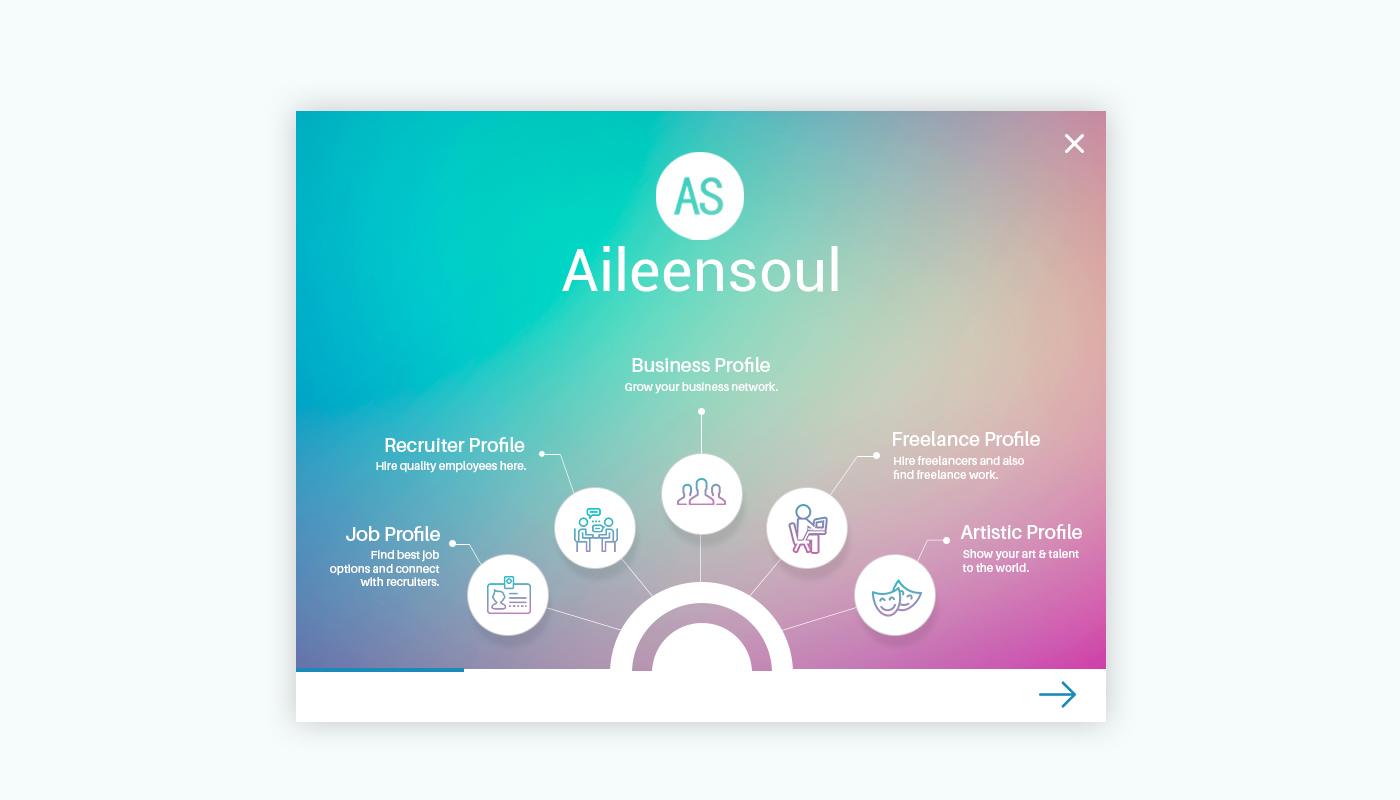 AS
Aileensoul
Business Profile
Grow your business network.
Recruiter Profile
Hire quality employees here.
Freelance Profile
Hire freelancers and also
find freelance work.
Job Profile
Find best job
options and connect
with recruiters.
Artistic Profile
Show your art & talent
to the world.